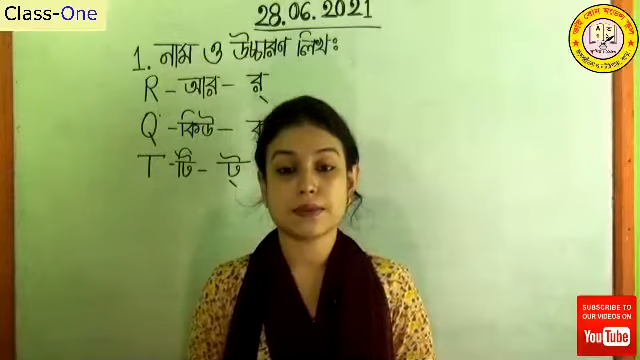 Class-One
28.06.2021
1. নাম ও উচ্চারণ লিখঃ
R - আর - র্
Q - কিউ -
T - টি - ট্
SUBSCRIBE TO
OUR VIDEOS ON
YouTube